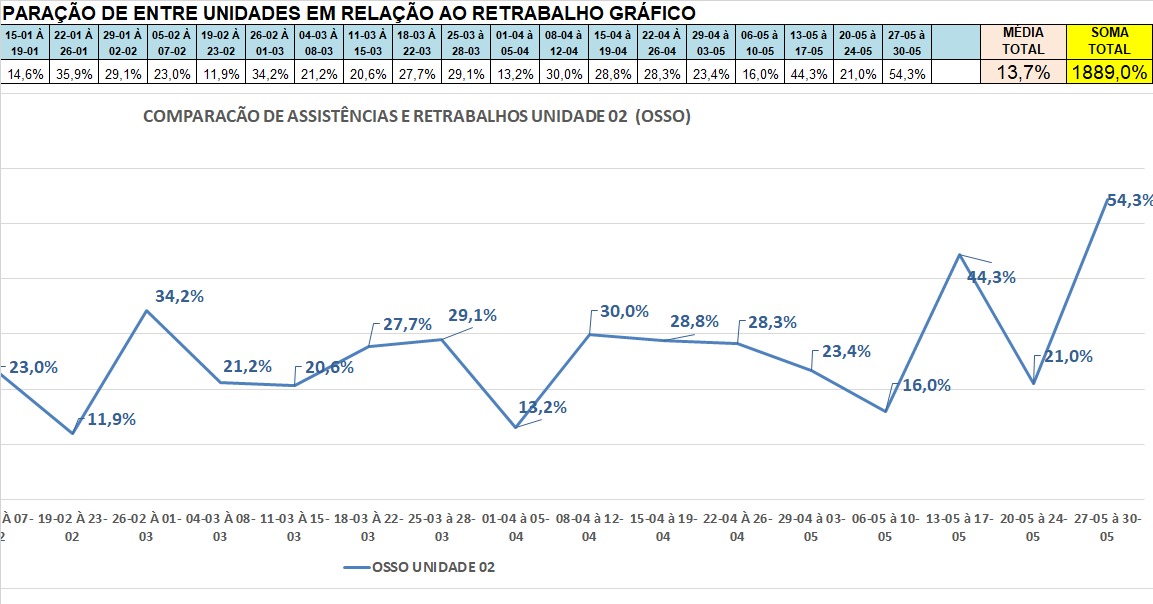 PARAÇÃO DE ENTRE UNIDADES EM RELAÇÃO AO RETRABALHO GRÁFICO
15-01 À 19-01 22-01 À 26-01 29-01 À 02-02 05-02 À 07-02 19-02 À 23-02 26-02 À 01-03 04-03 À 08-03 11-03 À 15-03 18-03 À 22-03 25-03 à 28-03 01-04 à 05-04 08-04 à 12-04 15-04 à 19-04 22-04 À 26-04 29-04 à 03-05 06-05 à 10-05 13-05 à 17-05 20-05 à 24-05 27-05 à 30-05 MÉDIA TOTAL SOMA TOTAL
14,6% 35,9% 29,1% 23,0% 11,9% 34,2% 21,2% 20,6% 27,7% 29,1% 13,2% 30,0% 28,8% 28,3% 23,4% 16,0% 44,3% 21,0% 54,3% 13,7% 1889,0%
COMPARAÇÃO DE ASSISTÊNCIAS E RETRABALHOS UNIDADE 02 (OSSO)
23,0% 11,9% 34,2% 21,2% 20,6% 27,7% 29,1% 13,2% 30,0% 28,8% 28,3% 23,4% 16,0% 44,3% 21,0% 54,3%
À 07- 19-02 À 23- 26-02 À 01- 04-03 À 08- 11-03 À 15- 18-03 À 22- 25-03 à 28- 01-04 à 05- 08-04 à 12- 15-04 à 19- 22-04 À 26- 29-04 à 03- 06-05 à 10- 13-05 à 17- 20-05 à 24- 27-05 à 30-
2 02 03 03 03 03 03 04 04 04 04 05 05 05 05 05
OSSO UNIDADE 02